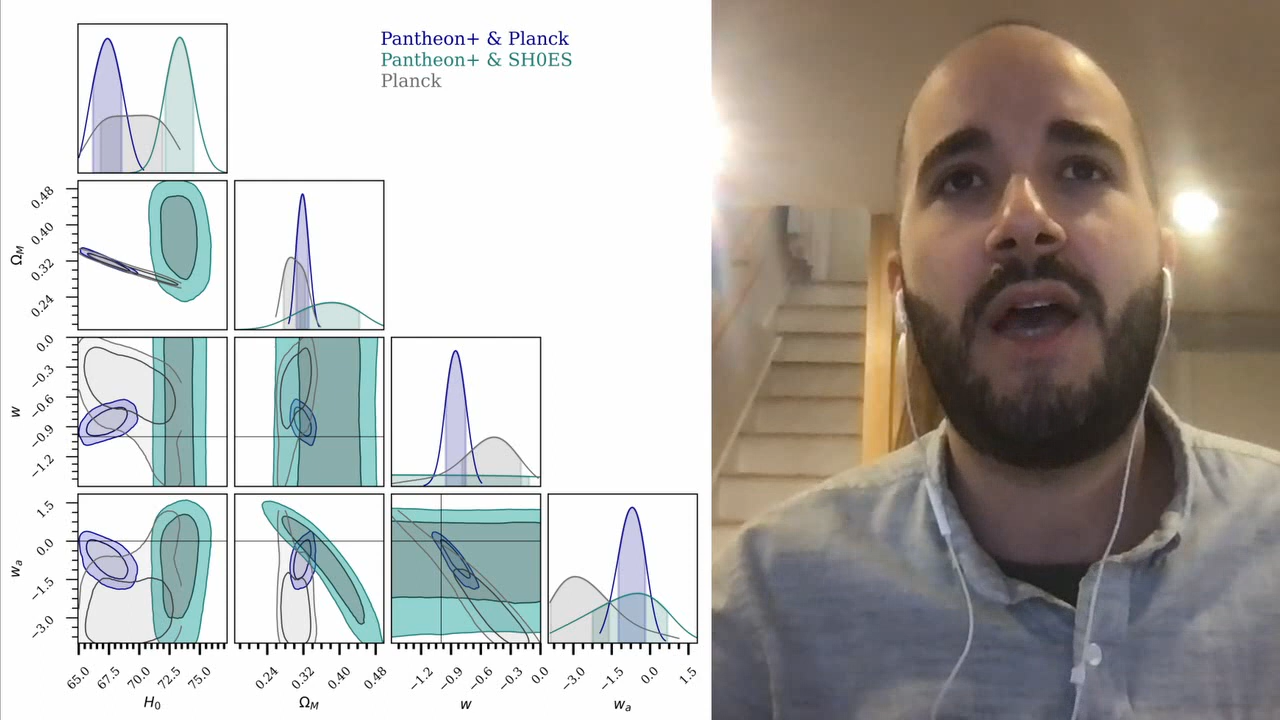 Pantheon+ & Planck
Pantheon+ & SH0ES
Planck
0.48
0.40
0.32
0.24
Ω_M
0.0
−0.3
−0.6
−0.9
−1.2
w
1.5
0.0
−1.5
−3.0
w_a
65.0 67.5 70.0 72.5 75.0
0.24 0.32 0.40 0.48
−1.2 −0.9 −0.6 −0.3 0.0
−3.0 −1.5 0.0 1.5
H_0 Ω_M w w_a